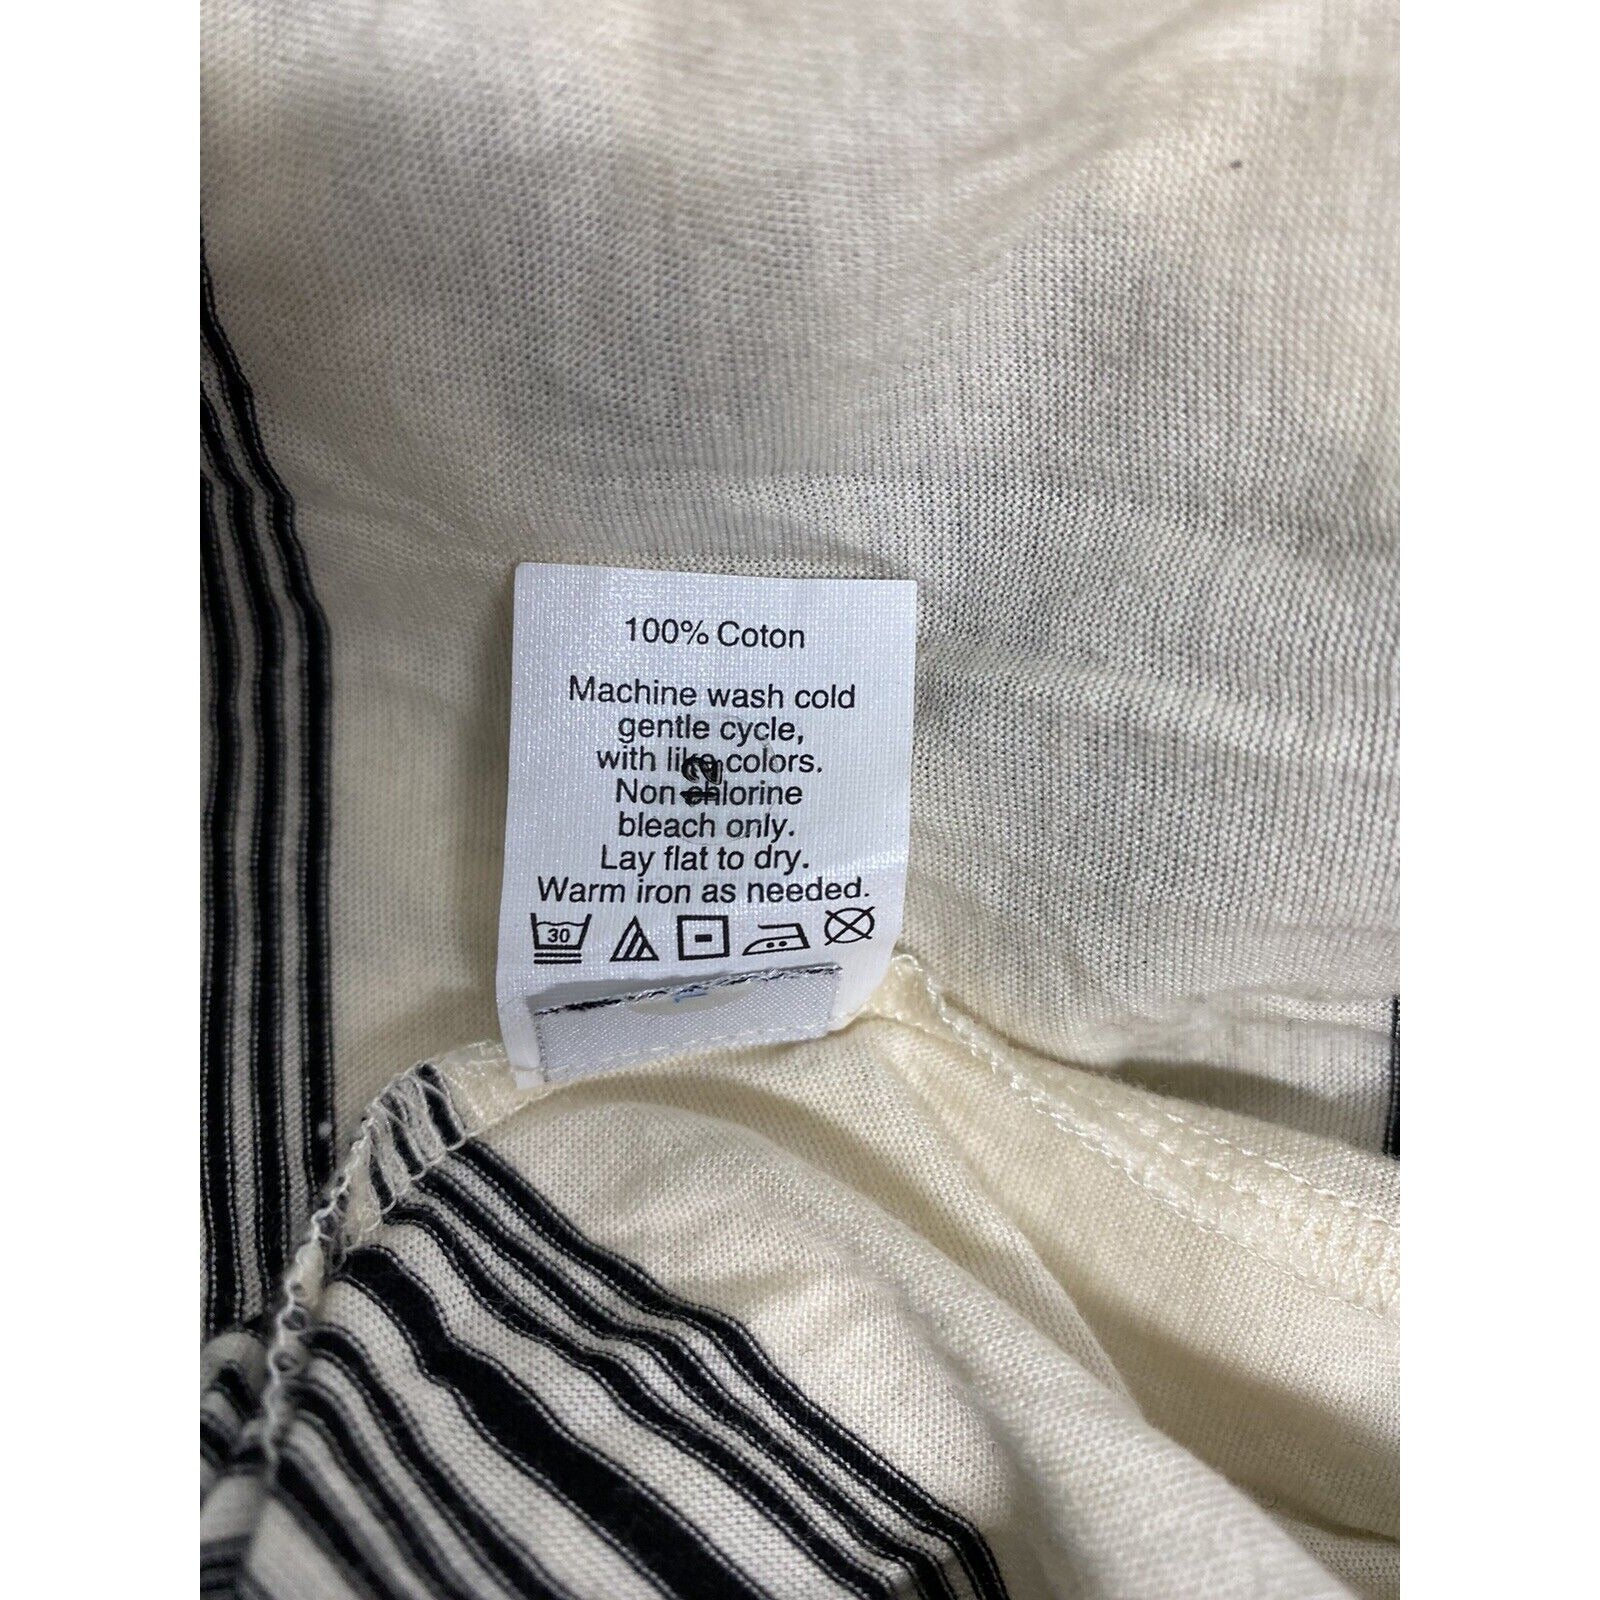 100% Coton
Machine wash cold
gentle cycle,
with like colors.
Non chlorine
bleach only.
Lay flat to dry.
Warm iron as needed.
30